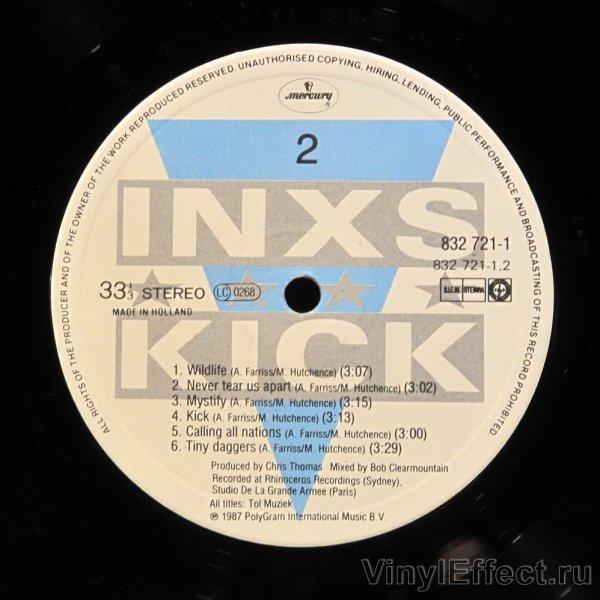 ALL RIGHTS OF THE PRODUCER AND OF THE OWNER OF THE WORK REPRODUCED RESERVED. UNAUTHORISED COPYING, HIRING, LENDING, PUBLIC PERFORMANCE AND BROADCASTING OF THIS RECORD PROHIBITED.
mercury
®
2
INXS
832 721-1
832 721-1.2
33⅓ STEREO LC 0268
B.I.E.M. STEMRA
MADE IN HOLLAND
KICK
1. Wildlife (A. Farriss/M. Hutchence) (3:07)
2. Never tear us apart (A. Farriss/M. Hutchence) (3:02)
3. Mystify (A. Farriss/M. Hutchence) (3:15)
4. Kick (A. Farriss/M. Hutchence) (3:13)
5. Calling all nations (A. Farriss/M. Hutchence) (3:00)
6. Tiny daggers (A. Farriss/M. Hutchence) (3:29)
Produced by Chris Thomas Mixed by Bob Clearmountain
Recorded at Rhinoceros Recordings (Sydney),
Studio De La Grande Armee (Paris)
All titles: Tol Muziek
℗ 1987 PolyGram International Music B.V.
VinylEffect.ru